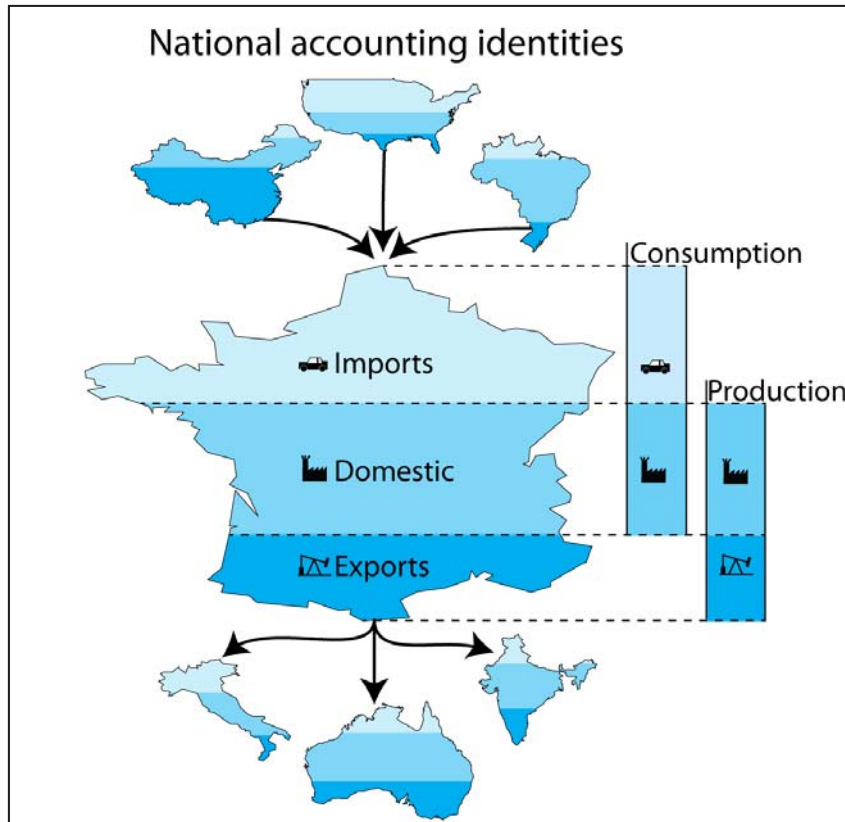 National accounting identities
Consumption
Imports
Production
Domestic
Exports